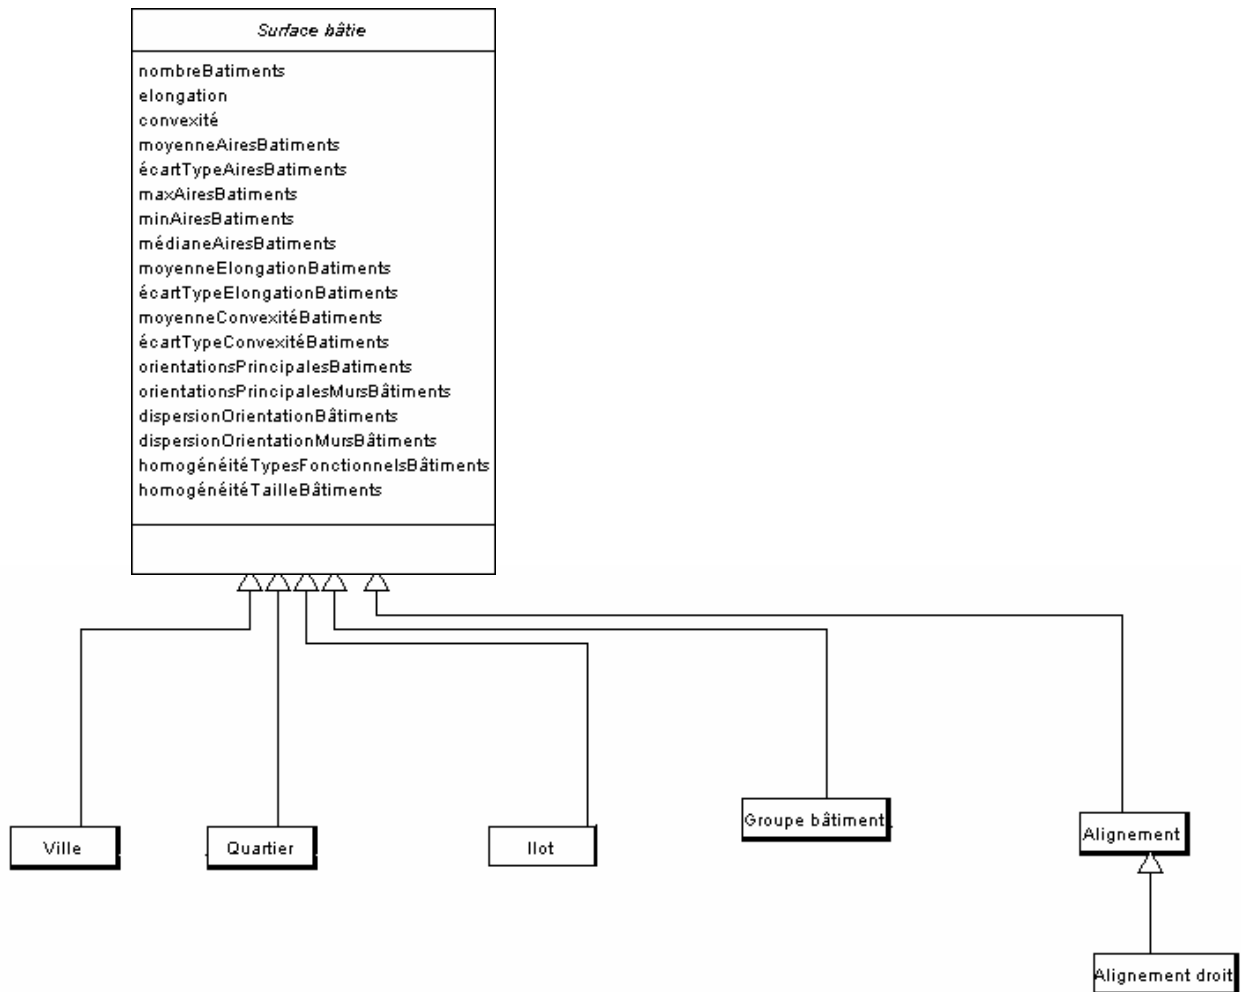 Surface bâtie
nombreBatiments
elongation
convexité
moyenneAiresBatiments
écartTypeAiresBatiments
maxAiresBatiments
minAiresBatiments
médianeAiresBatiments
moyenneElongationBatiments
écartTypeElongationBatiments
moyenneConvexitéBatiments
écartTypeConvexitéBatiments
orientationsPrincipalesBatiments
orientationsPrincipalesMursBâtiments
dispersionOrientationBâtiments
dispersionOrientationMursBâtiments
homogénéitéTypesFonctionnelsBâtiments
homogénéitéTailleBâtiments
Ville
Quartier
Ilot
Groupe bâtiment
Alignement
Alignement droit